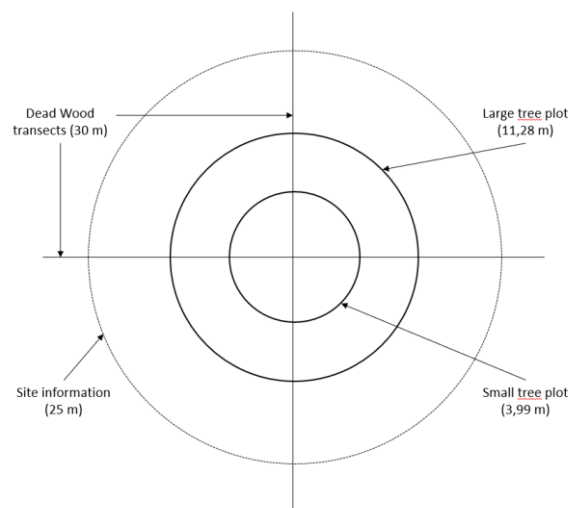 Dead Wood
transects (30 m)
Large tree plot
(11,28 m)
Site information
(25 m)
Small tree plot
(3,99 m)